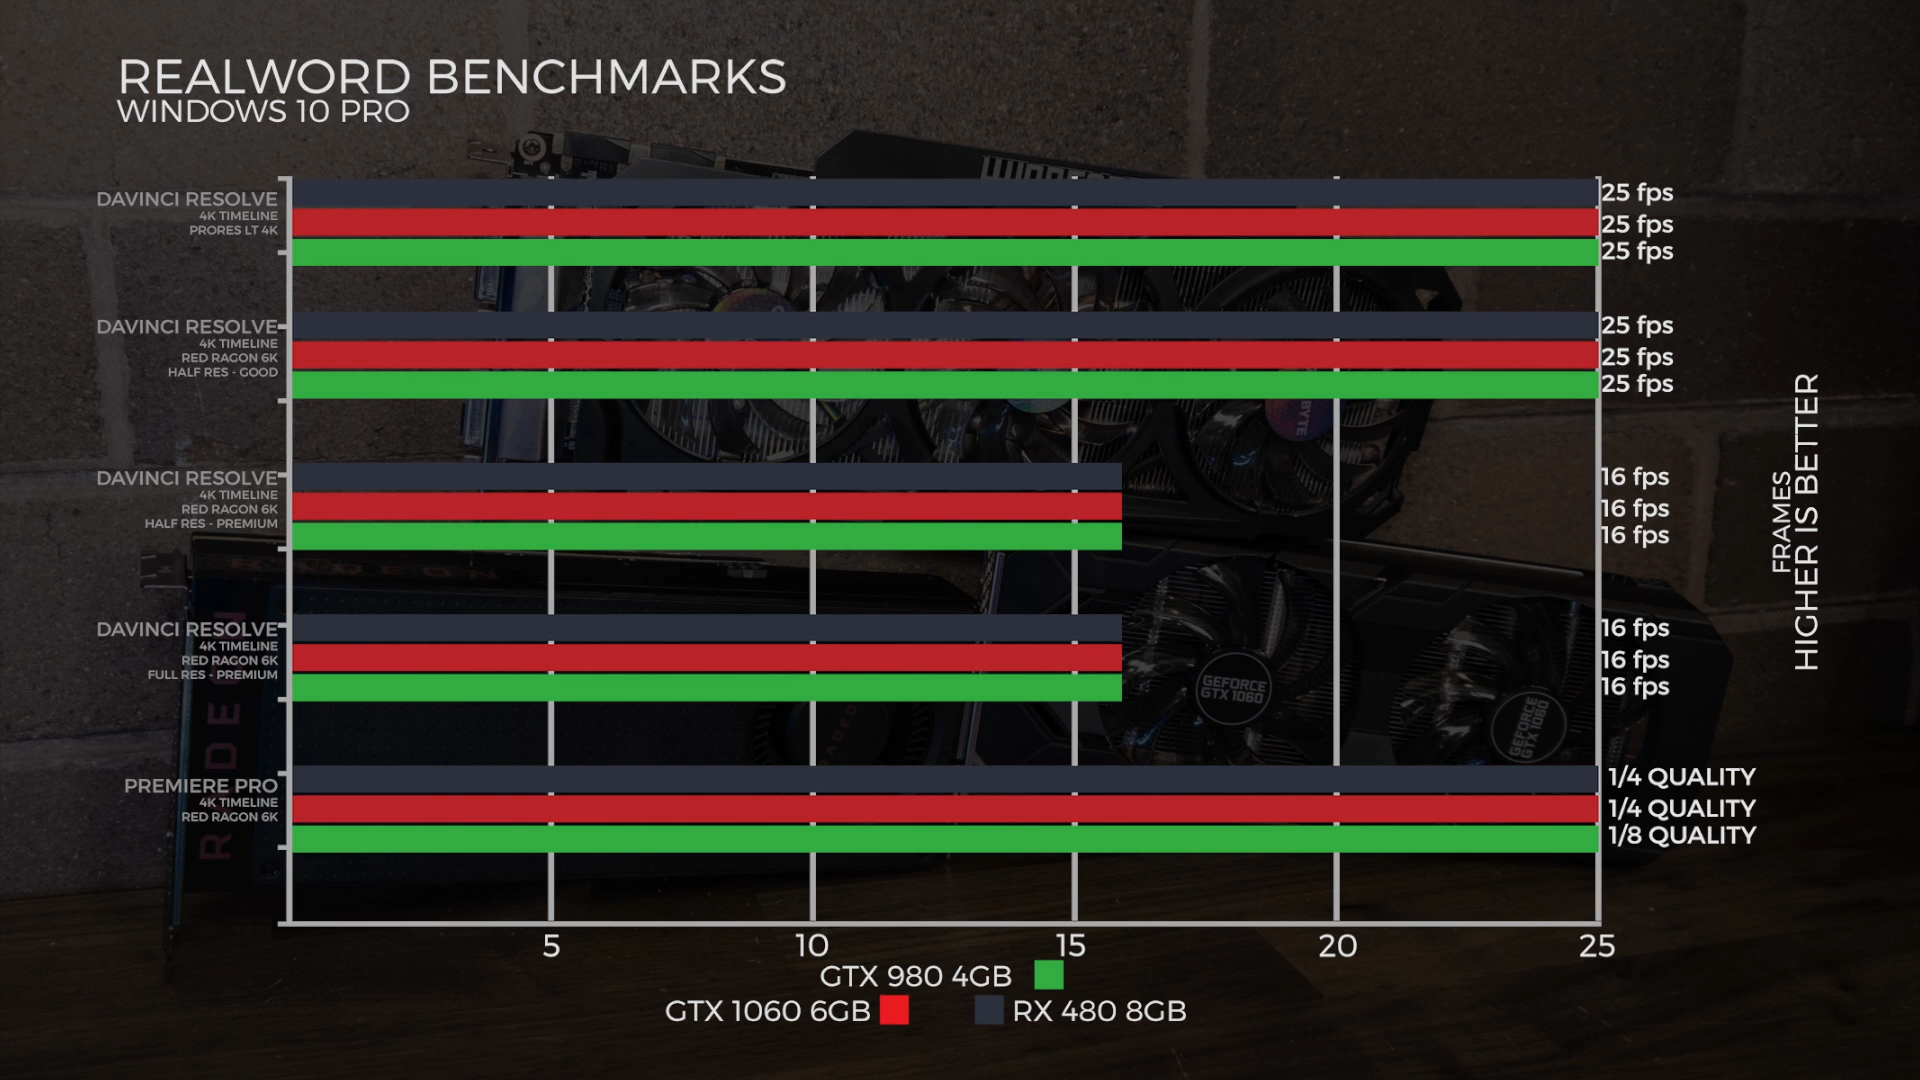 REALWORD BENCHMARKS
WINDOWS 10 PRO
DAVINCI RESOLVE
4K TIMELINE
PRORES LT 4K
25 fps
25 fps
25 fps
DAVINCI RESOLVE
4K TIMELINE
RED RAGON 6K
HALF RES - GOOD
25 fps
25 fps
25 fps
DAVINCI RESOLVE
4K TIMELINE
RED RAGON 6K
HALF RES - PREMIUM
16 fps
16 fps
16 fps
DAVINCI RESOLVE
4K TIMELINE
RED RAGON 6K
FULL RES - PREMIUM
16 fps
16 fps
16 fps
PREMIERE PRO
4K TIMELINE
RED RAGON 6K
1/4 QUALITY
1/4 QUALITY
1/8 QUALITY
FRAMES
HIGHER IS BETTER
5 10 15 20 25
GTX 980 4GB
GTX 1060 6GB RX 480 8GB
RADEON
GEFORCE
GTX 1060
GEFORCE
GTX 1060